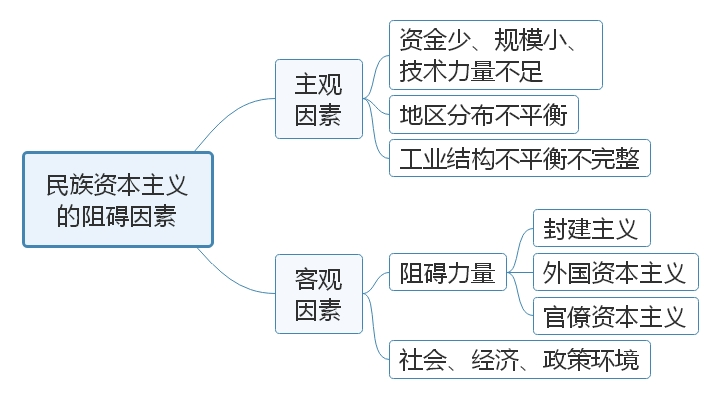 民族资本主义
的阻碍因素
主观
因素
资金少、规模小、
技术力量不足
地区分布不平衡
工业结构不平衡不完整
客观
因素
阻碍力量
封建主义
外国资本主义
官僚资本主义
社会、经济、政策环境